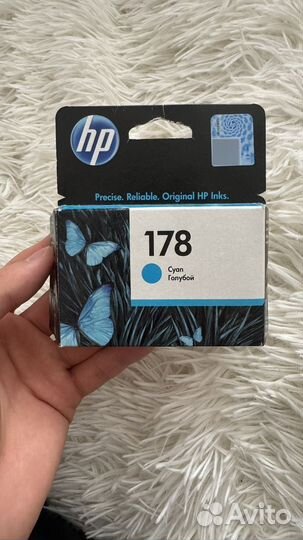 hp
Precise. Reliable. Original HP Inks.
178
Cyan
Голубой
Avito